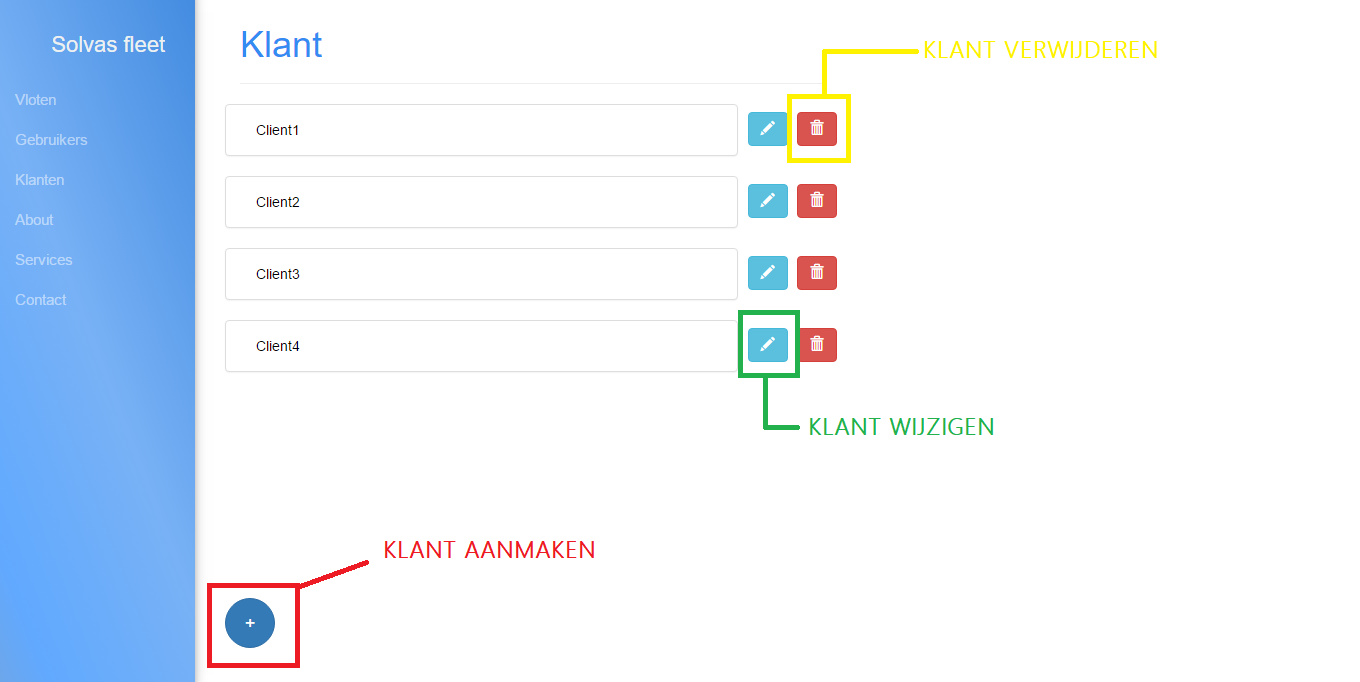 Solvas fleet
Vloten
Gebruikers
Klanten
About
Services
Contact
Klant
KLANT VERWIJDEREN
Client1
Client2
Client3
Client4
KLANT WIJZIGEN
KLANT AANMAKEN
+